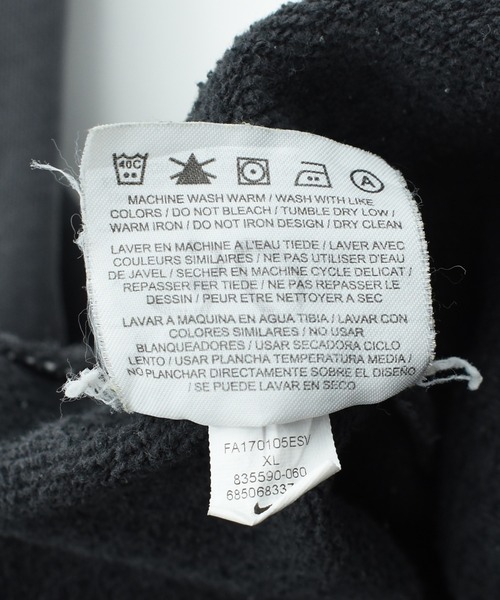 40C
A
MACHINE WASH WARM / WASH WITH LIKE
COLORS / DO NOT BLEACH / TUMBLE DRY LOW /
WARM IRON / DO NOT IRON DESIGN / DRY CLEAN
LAVER EN MACHINE A L'EAU TIEDE / LAVER AVEC
COULEURS SIMILAIRES / NE PAS UTILISER D'EAU
DE JAVEL / SECHER EN MACHINE CYCLE DELICAT /
REPASSER FER TIEDE / NE PAS REPASSER LE
DESSIN / PEUR ETRE NETTOYER A SEC
LAVAR A MAQUINA EN AGUA TIBIA / LAVAR CON
COLORES SIMILARES / NO USAR
BLANQUEADORES / USAR SECADORA CICLO
LENTO / USAR PLANCHA TEMPERATURA MEDIA /
NO PLANCHAR DIRECTAMENTE SOBRE EL DISEÑO
/ SE PUEDE LAVAR EN SECO
FA170105ESV
XL
835590-060